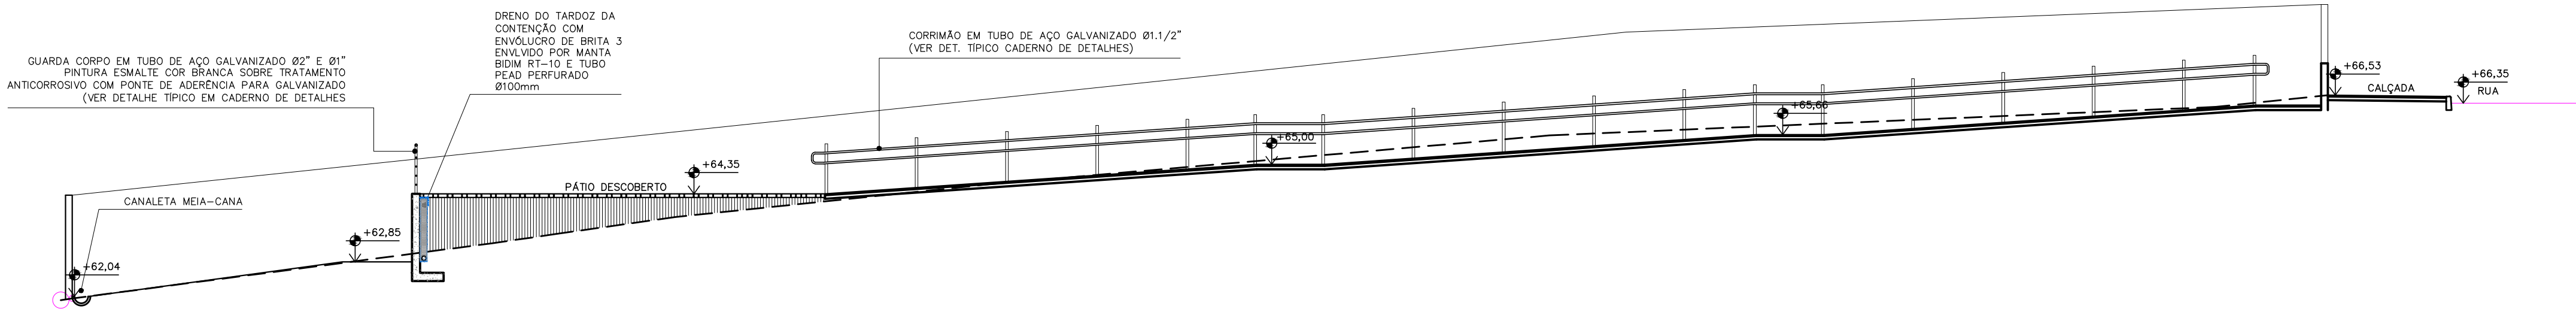 GUARDA CORPO EM TUBO DE AÇO GALVANIZADO Ø2" E Ø1"
PINTURA ESMALTE COR BRANCA SOBRE TRATAMENTO
ANTICORROSIVO COM PONTE DE ADERÊNCIA PARA GALVANIZADO
(VER DETALHE TÍPICO EM CADERNO DE DETALHES
DRENO DO TARDOZ DA
CONTENÇÃO COM
ENVÓLUCRO DE BRITA 3
ENVLVIDO POR MANTA
BIDIM RT-10 E TUBO
PEAD PERFURADO
Ø100mm
CORRIMÃO EM TUBO DE AÇO GALVANIZADO Ø1.1/2"
(VER DET. TÍPICO CADERNO DE DETALHES)
CANALETA MEIA-CANA
+62,04
+62,85
PÁTIO DESCOBERTO
+64,35
+65,00
+65,66
+66,53
CALÇADA
+66,35
RUA